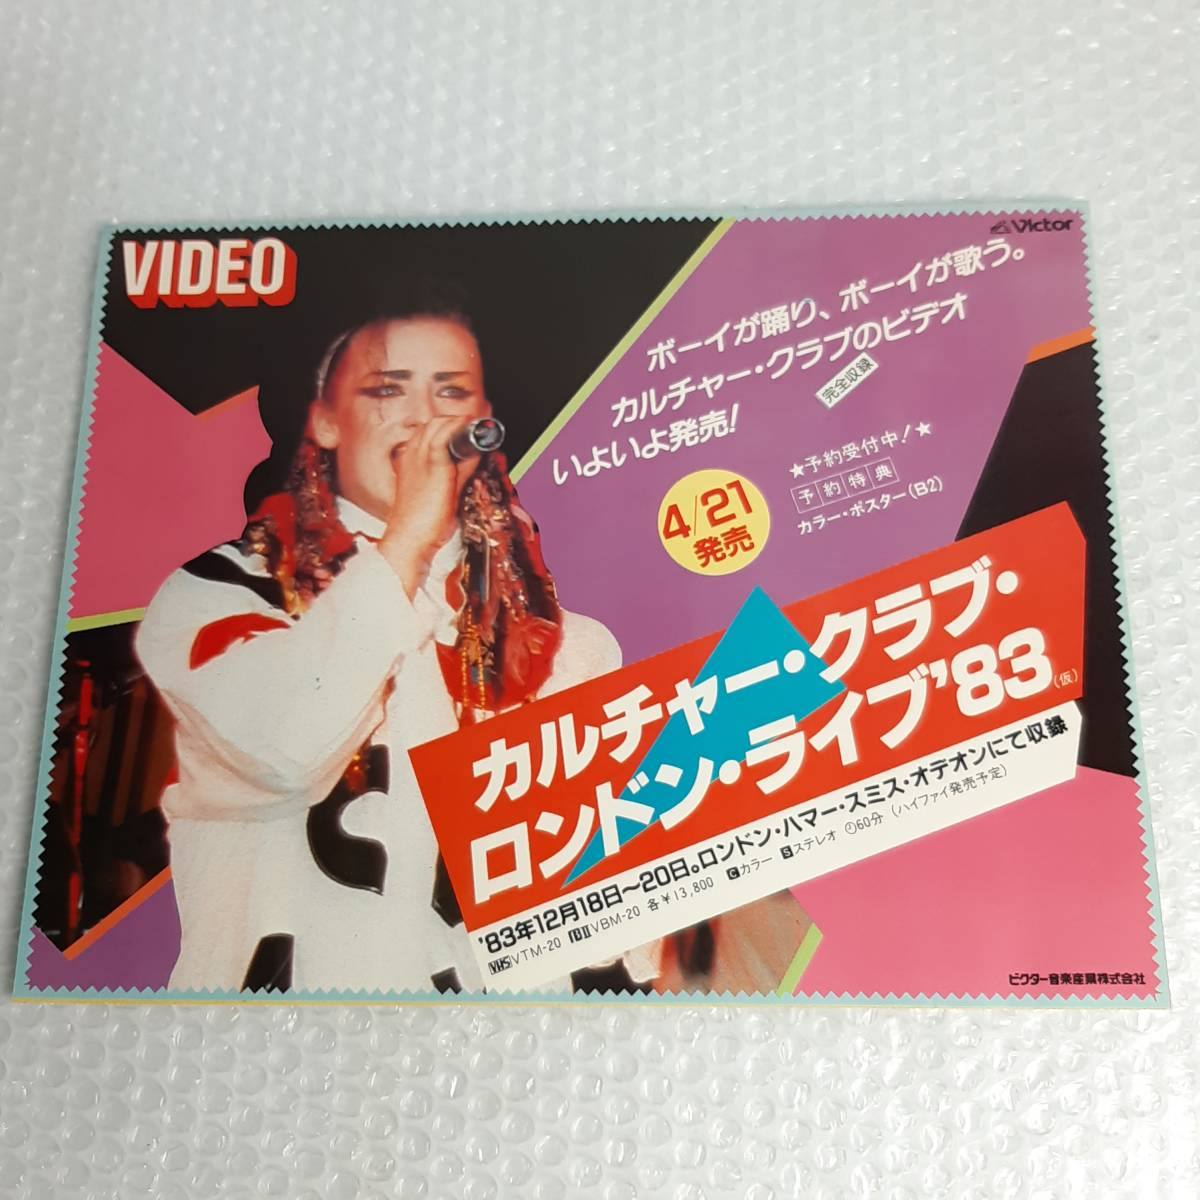 VIDEO
Victor
ボーイが踊り、ボーイが歌う。
カルチャー・クラブのビデオ
完全収録
いよいよ発売!
4/21
発売
★予約受付中!★
予約特典
カラー・ポスター(B2)
カルチャー・クラブ・
ロンドン・ライブ'83
(仮)
'83年12月18日〜20日。ロンドン・ハマー・スミス・オデオンにて収録
VHS VTM-20 βII VBM-20 各¥13,800 Cカラー Sステレオ 60分 (ハイファイ発売予定)
ビクター音楽産業株式会社